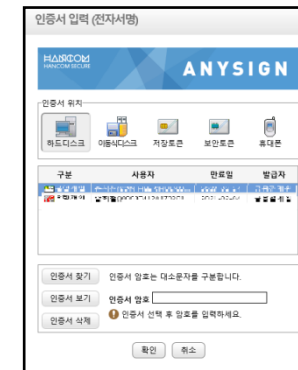 인증서 입력 (전자서명)
HANCOM
HANCOM SECURE
ANYSIGN
인증서 위치
하드디스크 이동식디스크 저장토큰 보안토큰 휴대폰
구분 사용자 만료일 발급자
인증서 찾기 인증서 암호는 대소문자를 구분합니다.
인증서 보기 인증서 암호
인증서 삭제 인증서 선택 후 암호를 입력하세요.
확인 취소